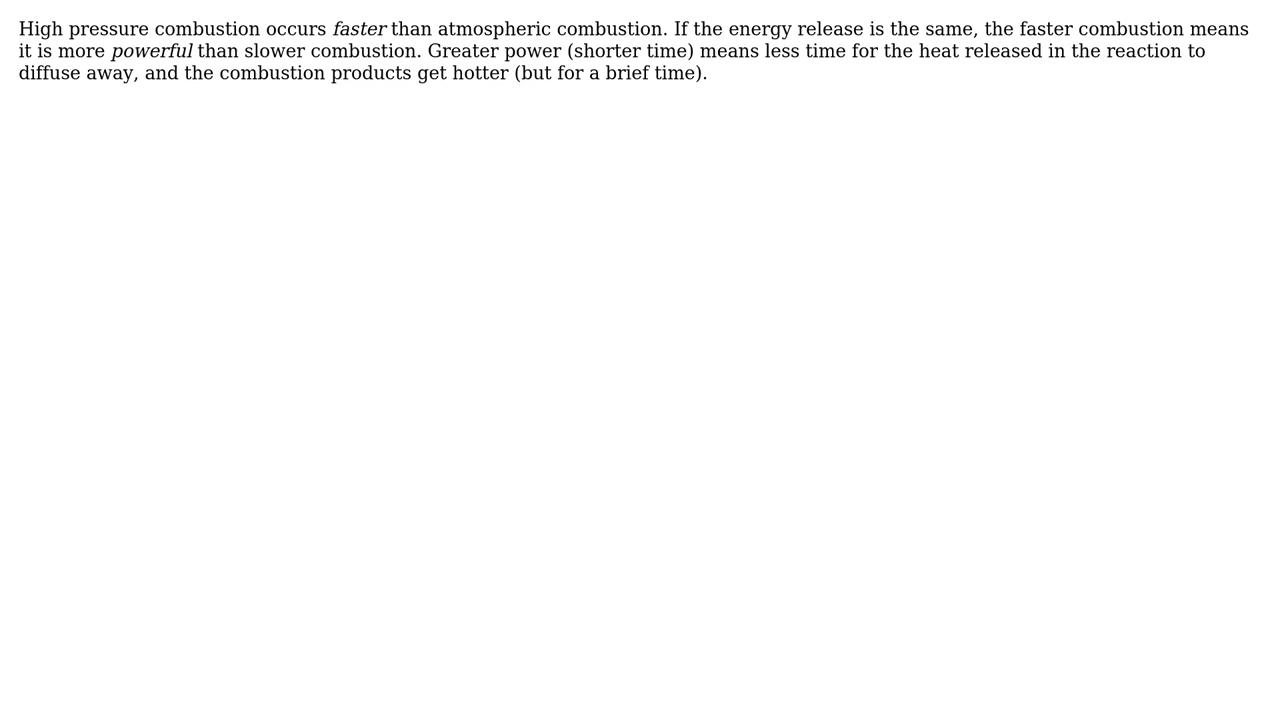 High pressure combustion occurs faster than atmospheric combustion. If the energy release is the same, the faster combustion means
it is more powerful than slower combustion. Greater power (shorter time) means less time for the heat released in the reaction to
diffuse away, and the combustion products get hotter (but for a brief time).